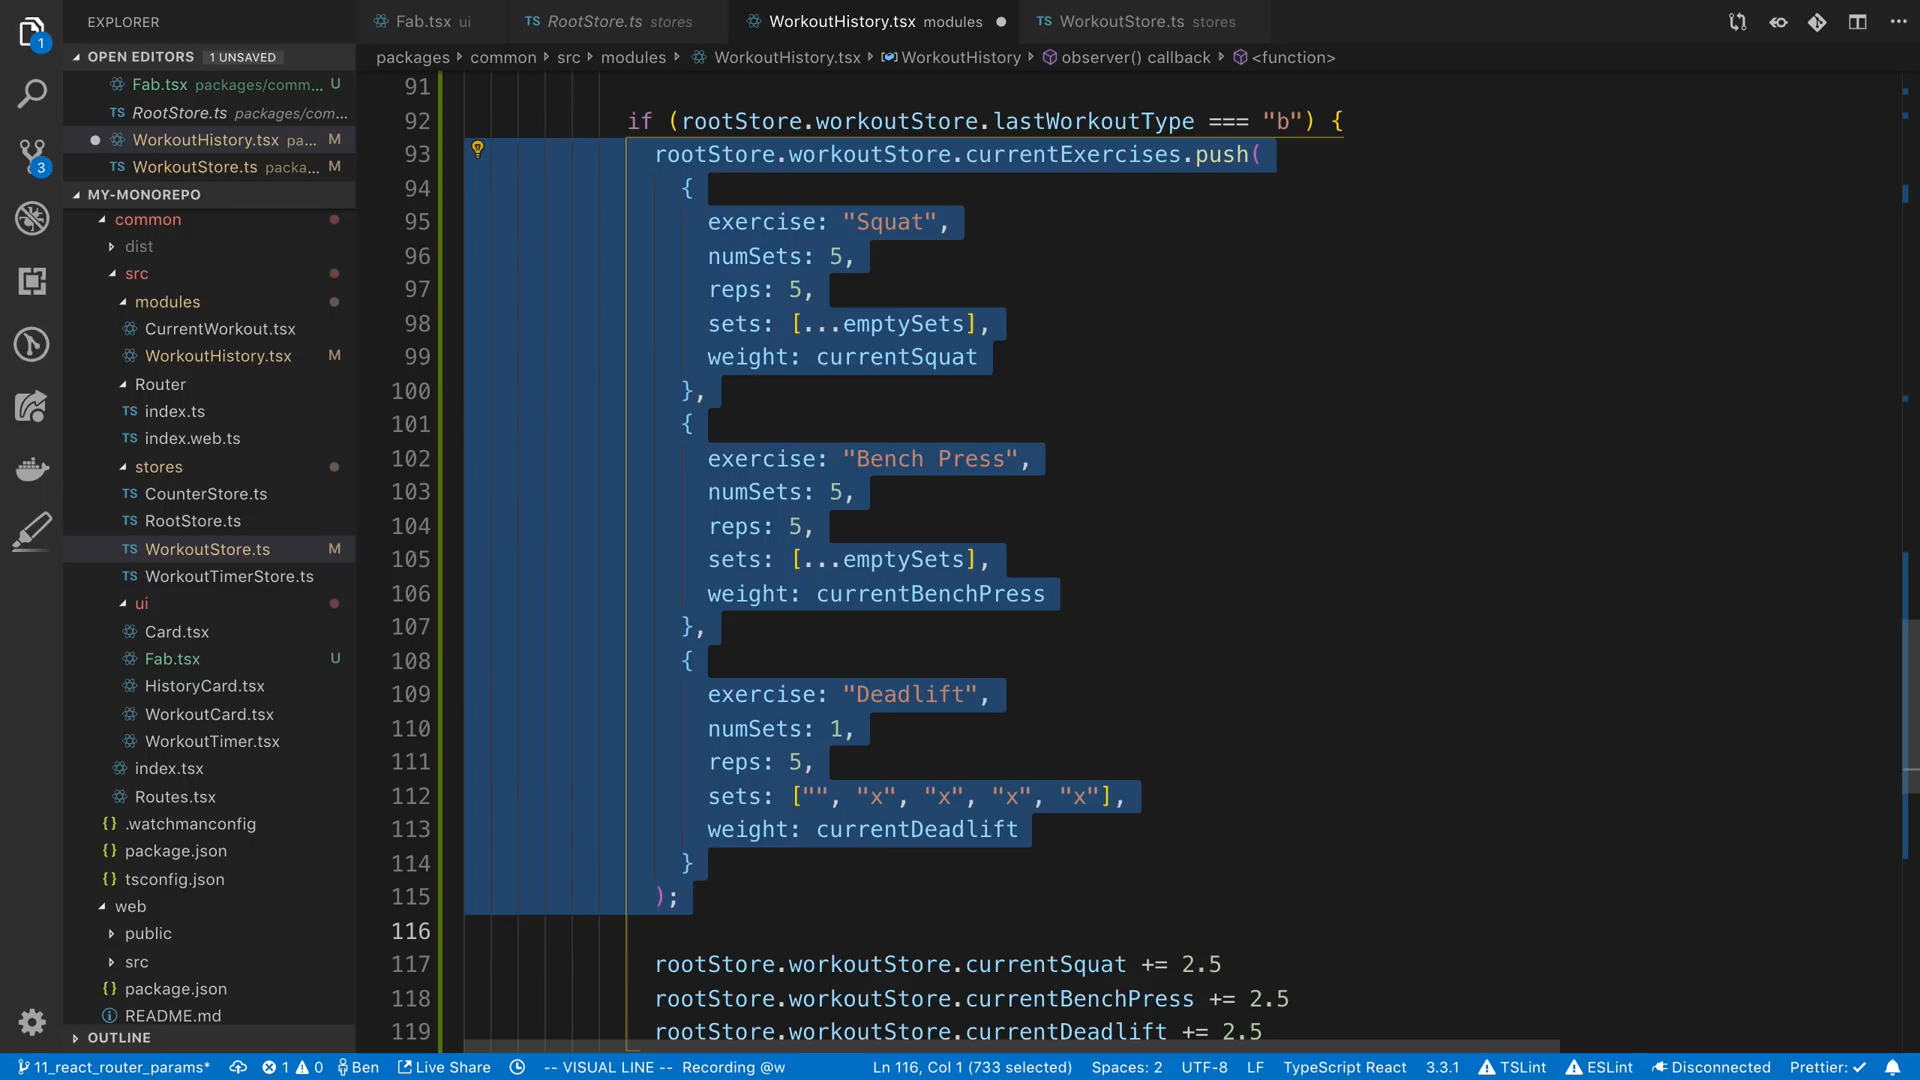 1
3
EXPLORER
OPEN EDITORS 1 UNSAVED
Fab.tsx packages/comm... U
TS RootStore.ts packages/com...
WorkoutHistory.tsx pa... M
TS WorkoutStore.ts packa... M
MY-MONOREPO
common
dist
src
modules
CurrentWorkout.tsx
WorkoutHistory.tsx M
Router
TS index.ts
TS index.web.ts
stores
TS CounterStore.ts
TS RootStore.ts
TS WorkoutStore.ts M
TS WorkoutTimerStore.ts
ui
Card.tsx
Fab.tsx U
HistoryCard.tsx
WorkoutCard.tsx
WorkoutTimer.tsx
index.tsx
Routes.tsx
{} .watchmanconfig
{} package.json
{} tsconfig.json
web
public
src
{} package.json
README.md
OUTLINE
Fab.tsx ui
TS RootStore.ts stores
WorkoutHistory.tsx modules
TS WorkoutStore.ts stores
packages common src modules WorkoutHistory.tsx WorkoutHistory observer() callback <function>
91
92 if (rootStore.workoutStore.lastWorkoutType === "b") {
93 rootStore.workoutStore.currentExercises.push(
94 {
95 exercise: "Squat",
96 numSets: 5,
97 reps: 5,
98 sets: [...emptySets],
99 weight: currentSquat
100 },
101 {
102 exercise: "Bench Press",
103 numSets: 5,
104 reps: 5,
105 sets: [...emptySets],
106 weight: currentBenchPress
107 },
108 {
109 exercise: "Deadlift",
110 numSets: 1,
111 reps: 5,
112 sets: ["", "x", "x", "x", "x"],
113 weight: currentDeadlift
114 }
115 );
116
117 rootStore.workoutStore.currentSquat += 2.5
118 rootStore.workoutStore.currentBenchPress += 2.5
119 rootStore.workoutStore.currentDeadlift += 2.5
11_react_router_params* 1 0 Ben Live Share -- VISUAL LINE -- Recording @w Ln 116, Col 1 (733 selected) Spaces: 2 UTF-8 LF TypeScript React 3.3.1 TSLint ESLint Disconnected Prettier: ✓